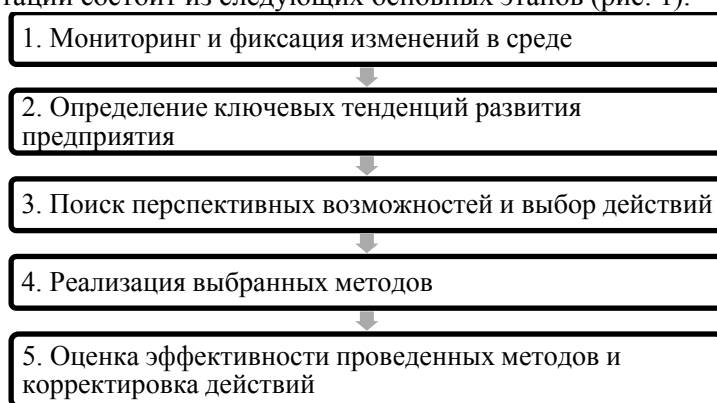 тации состоит из следующих основных этапов (рис. 1).
1. Мониторинг и фиксация изменений в среде
2. Определение ключевых тенденций развития
предприятия
3. Поиск перспективных возможностей и выбор действий
4. Реализация выбранных методов
5. Оценка эффективности проведенных методов и
корректировка действий